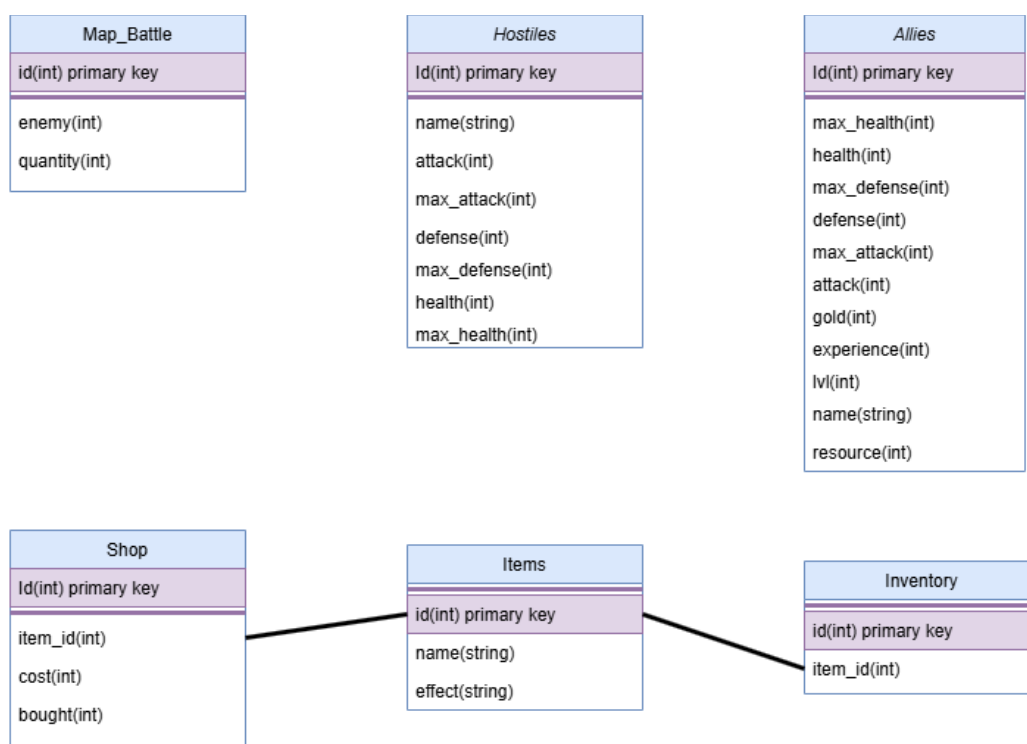 Map_Battle
id(int) primary key
enemy(int)
quantity(int)
Hostiles
Id(int) primary key
name(string)
attack(int)
max_attack(int)
defense(int)
max_defense(int)
health(int)
max_health(int)
Allies
Id(int) primary key
max_health(int)
health(int)
max_defense(int)
defense(int)
max_attack(int)
attack(int)
gold(int)
experience(int)
lvl(int)
name(string)
resource(int)
Shop
Id(int) primary key
item_id(int)
cost(int)
bought(int)
Items
id(int) primary key
name(string)
effect(string)
Inventory
id(int) primary key
item_id(int)